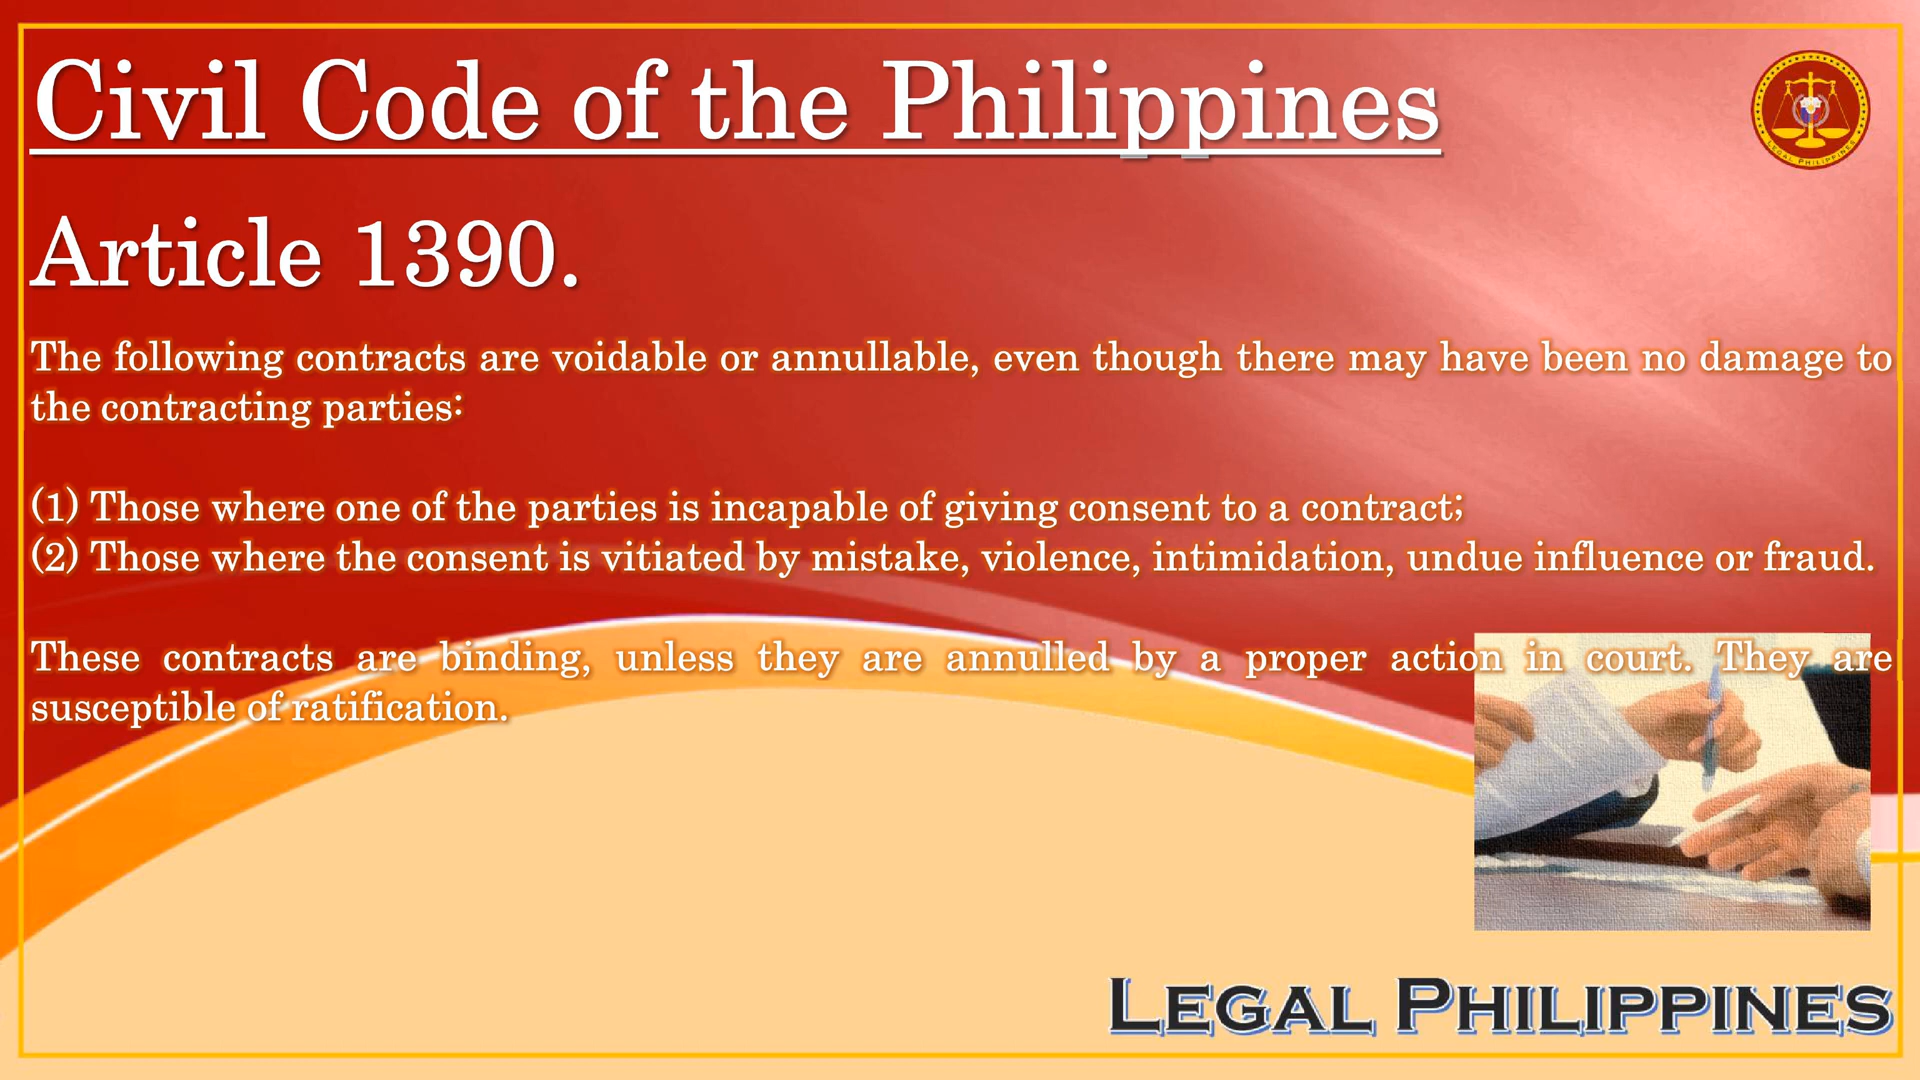 Civil Code of the Philippines
LEGAL PHILIPPINES
Article 1390.
The following contracts are voidable or annullable, even though there may have been no damage to
the contracting parties:
(1) Those where one of the parties is incapable of giving consent to a contract;
(2) Those where the consent is vitiated by mistake, violence, intimidation, undue influence or fraud.
These contracts are binding, unless they are annulled by a proper action in court. They are
susceptible of ratification.
LEGAL PHILIPPINES